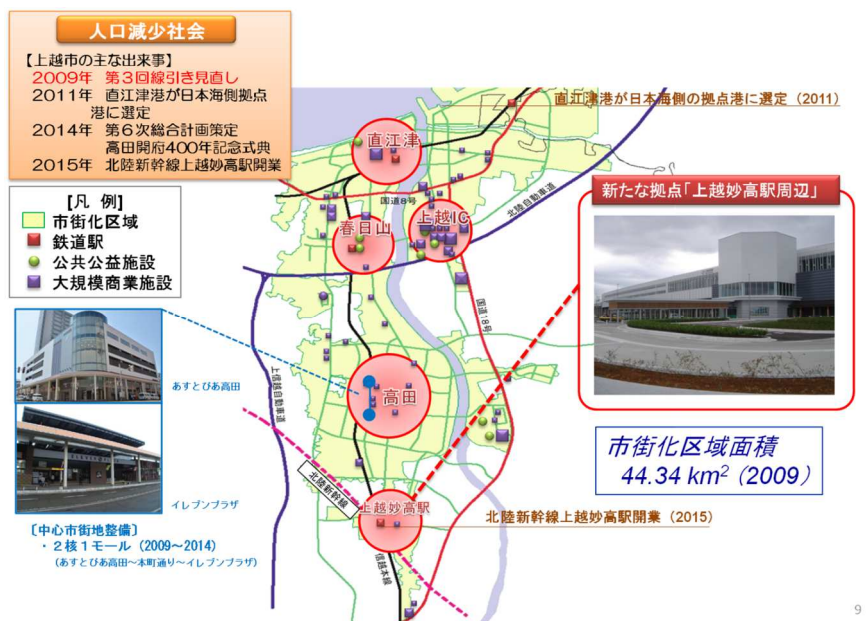 人口減少社会
【上越市の主な出来事】
2009年 第３回線引き見直し
2011年 直江津港が日本海側拠点
港に選定
2014年 第６次総合計画策定
高田開府400年記念式典
2015年 北陸新幹線上越妙高駅開業
[凡 例]
市街化区域
鉄道駅
公共公益施設
大規模商業施設
直江津港が日本海側の拠点港に選定（2011）
直江津
国道8号
北陸自動車道
春日山
上越IC
新たな拠点「上越妙高駅周辺」
国道18号
上信越自動車道
高田
あすとぴあ高田
イレブンプラザ
〔中心市街地整備〕
・２核１モール（2009～2014）
（あすとぴあ高田～本町通り～イレブンプラザ）
北陸新幹線
上越妙高駅
北陸新幹線上越妙高駅開業（2015）
信越本線
市街化区域面積
44.34 km²（2009）
9